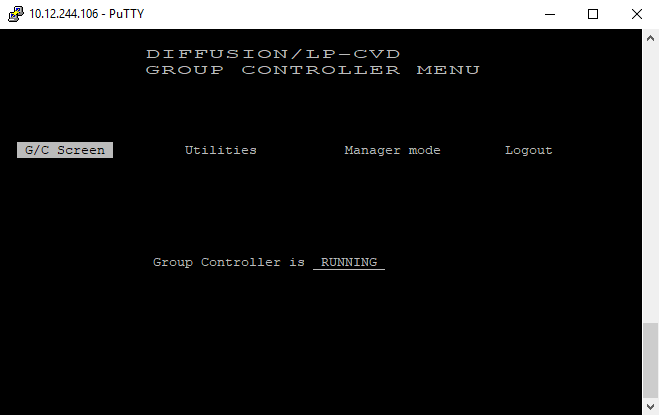 10.12.244.106 - PuTTY
DIFFUSION/LP-CVD
GROUP CONTROLLER MENU
G/C Screen Utilities Manager mode Logout
Group Controller is RUNNING